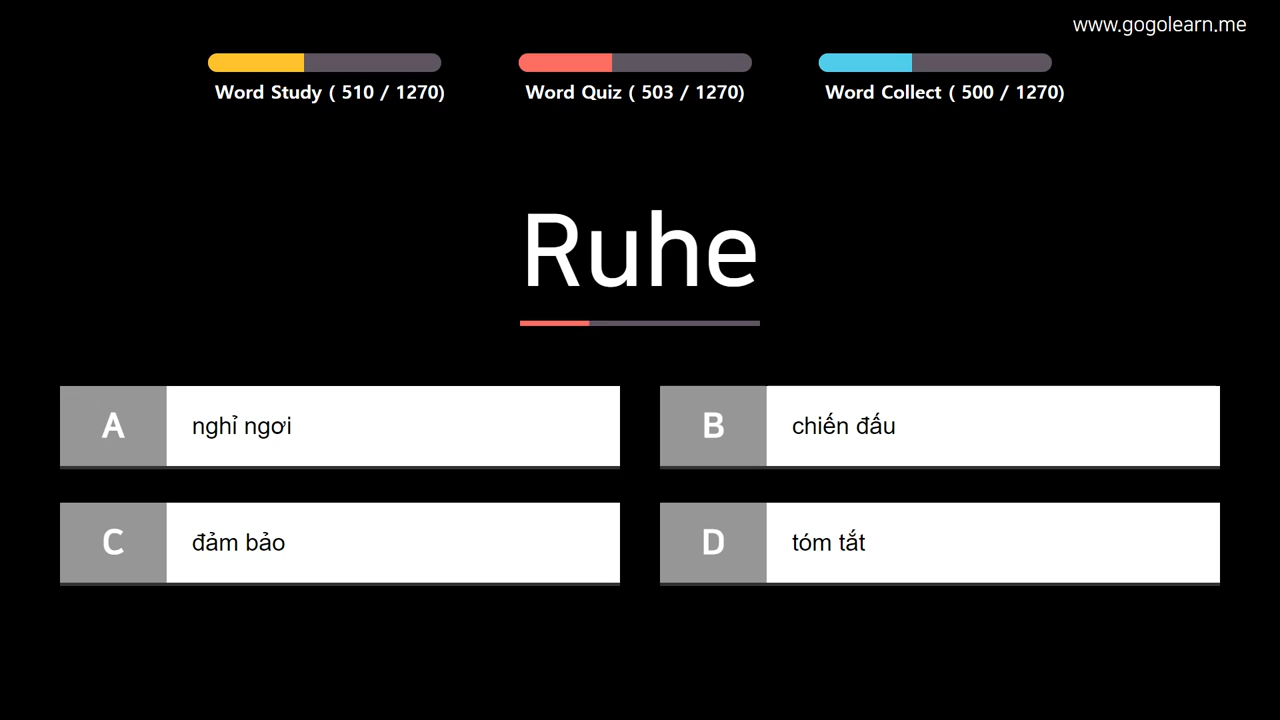 www.gogolearn.me
Word Study ( 510 / 1270)
Word Quiz ( 503 / 1270)
Word Collect ( 500 / 1270)
Ruhe
A nghỉ ngơi
B chiến đấu
C đảm bảo
D tóm tắt